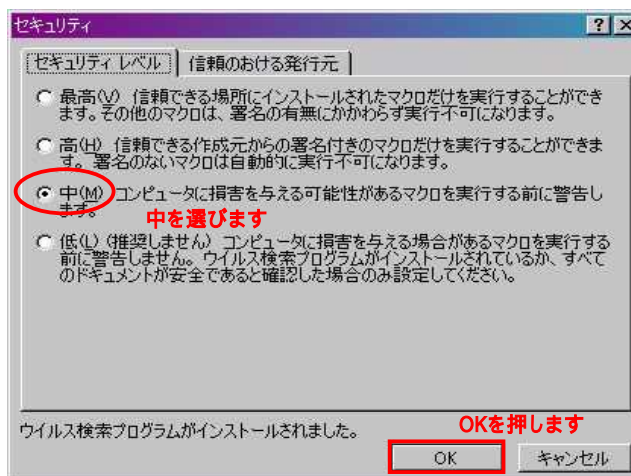 セキュリティ
セキュリティ レベル 信頼のおける発行元
最高(V) 信頼できる場所にインストールされたマクロだけを実行することができ
ます。その他のマクロは、署名の有無にかかわらず実行不可になります。
高(H) 信頼できる作成元からの署名付きのマクロだけを実行することができま
す。署名のないマクロは自動的に実行不可になります。
中(M) コンピュータに損害を与える可能性があるマクロを実行する前に警告し
ます。
中を選びます
低(L) (推奨しません) コンピュータに損害を与える場合があるマクロを実行する
前に警告しません。ウイルス検索プログラムがインストールされているか、すべて
のドキュメントが安全であると確認した場合のみ設定してください。
ウイルス検索プログラムがインストールされました。
OKを押します
OK キャンセル